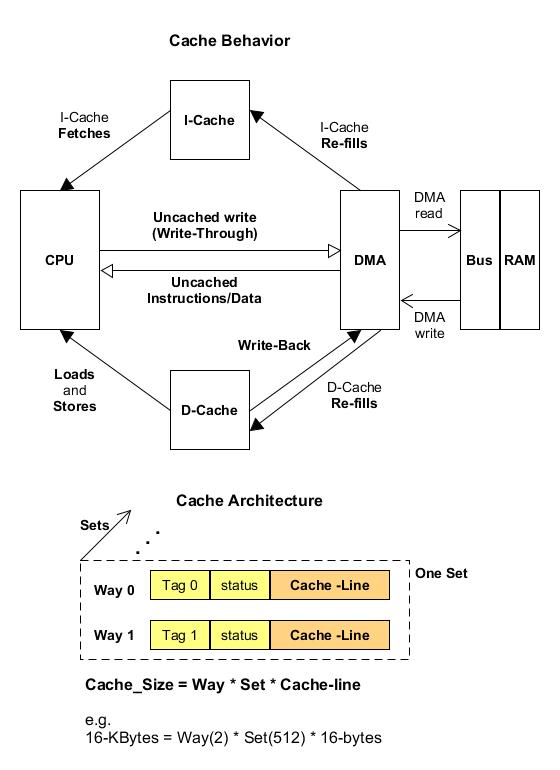 Cache Behavior
I-Cache
I-Cache
Fetches
I-Cache
Re-fills
DMA
read
Uncached write
(Write-Through)
CPU
DMA
Bus
RAM
Uncached
Instructions/Data
DMA
write
Write-Back
Loads
and
Stores
D-Cache
D-Cache
Re-fills
Cache Architecture
Sets
One Set
Way 0
Tag 0
status
Cache -Line
Way 1
Tag 1
status
Cache -Line
Cache_Size = Way * Set * Cache-line
e.g.
16-KBytes = Way(2) * Set(512) * 16-bytes